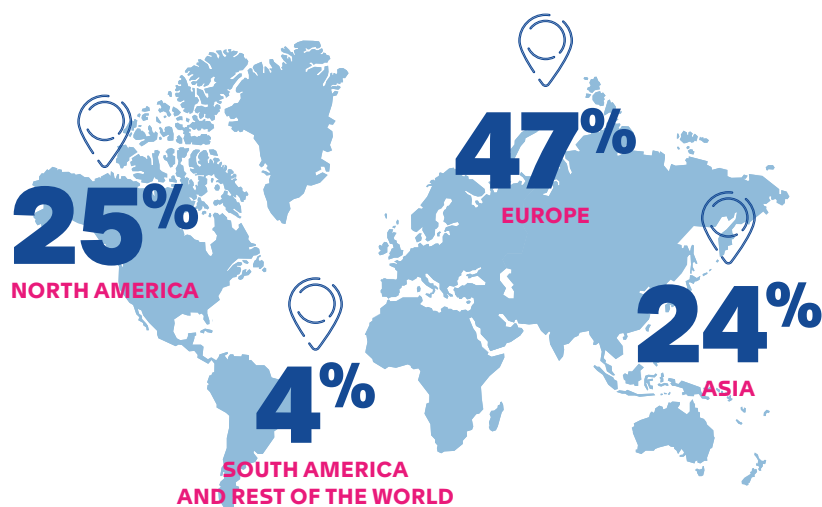 47%
EUROPE
25%
NORTH AMERICA
24%
ASIA
4%
SOUTH AMERICA
AND REST OF THE WORLD